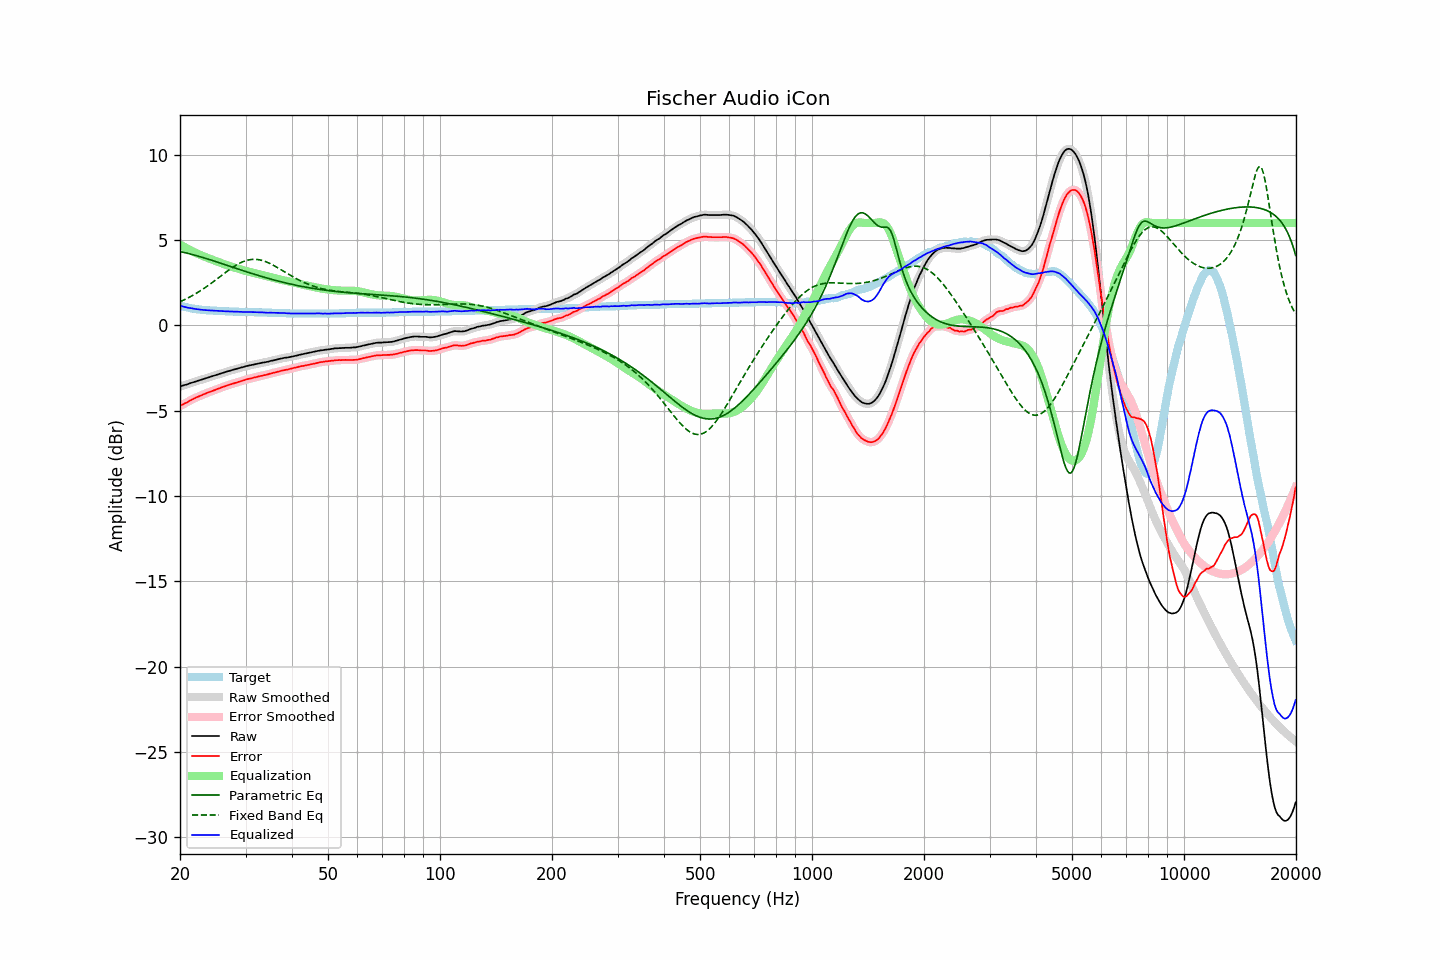 Fischer Audio iCon
Amplitude (dBr)
10
5
0
−5
−10
−15
−20
−25
−30
Target
Raw Smoothed
Error Smoothed
Raw
Error
Equalization
Parametric Eq
Fixed Band Eq
Equalized
20 50 100 200 500 1000 2000 5000 10000 20000
Frequency (Hz)